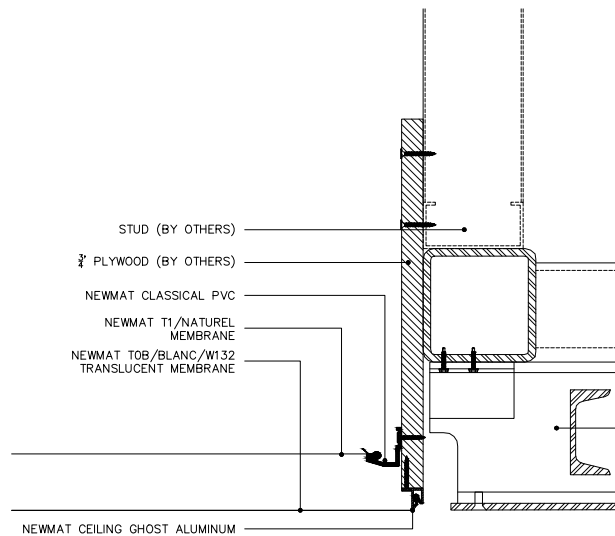 STUD (BY OTHERS)
3/4" PLYWOOD (BY OTHERS)
NEWMAT CLASSICAL PVC
NEWMAT T1/NATUREL
MEMBRANE
NEWMAT T0B/BLANC/W132
TRANSLUCENT MEMBRANE
NEWMAT CEILING GHOST ALUMINUM